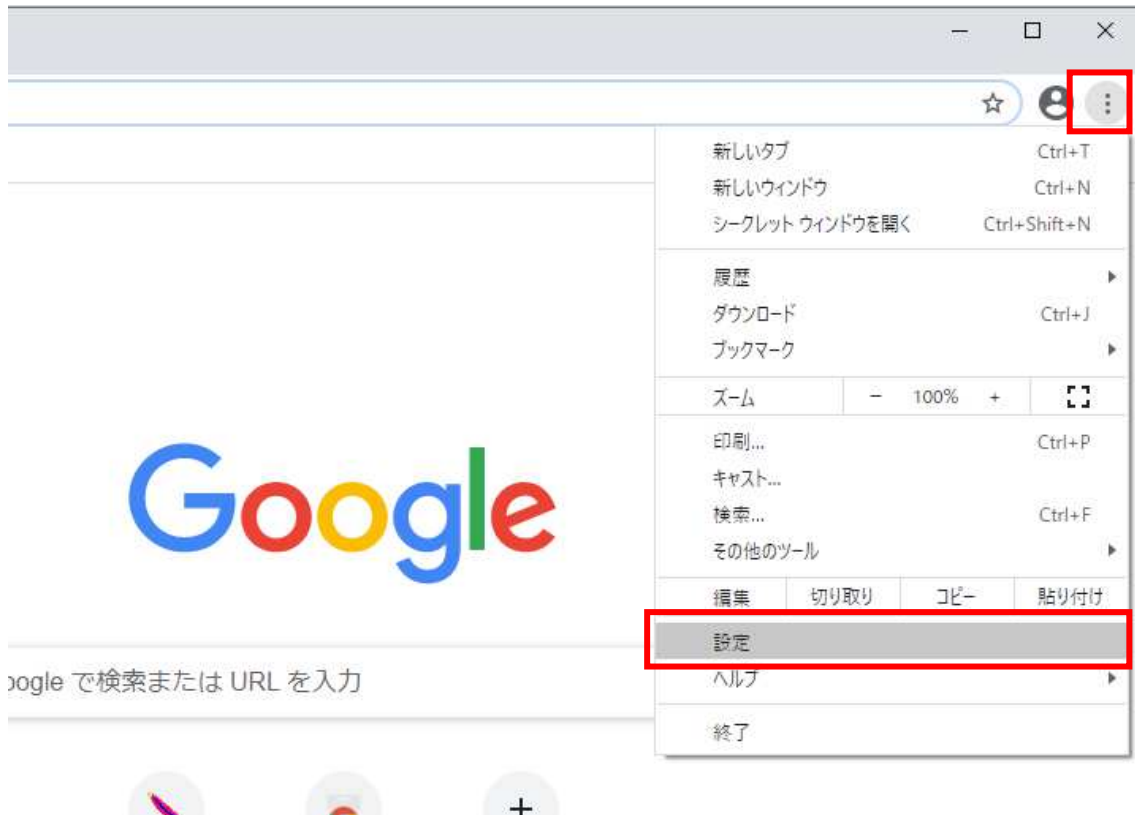 新しいタブ Ctrl+T
新しいウィンドウ Ctrl+N
シークレット ウィンドウを開く Ctrl+Shift+N
履歴
ダウンロード Ctrl+J
ブックマーク
ズーム － 100% +
印刷... Ctrl+P
キャスト...
検索... Ctrl+F
その他のツール
編集 切り取り コピー 貼り付け
設定
ヘルプ
終了
Google
oogle で検索または URL を入力